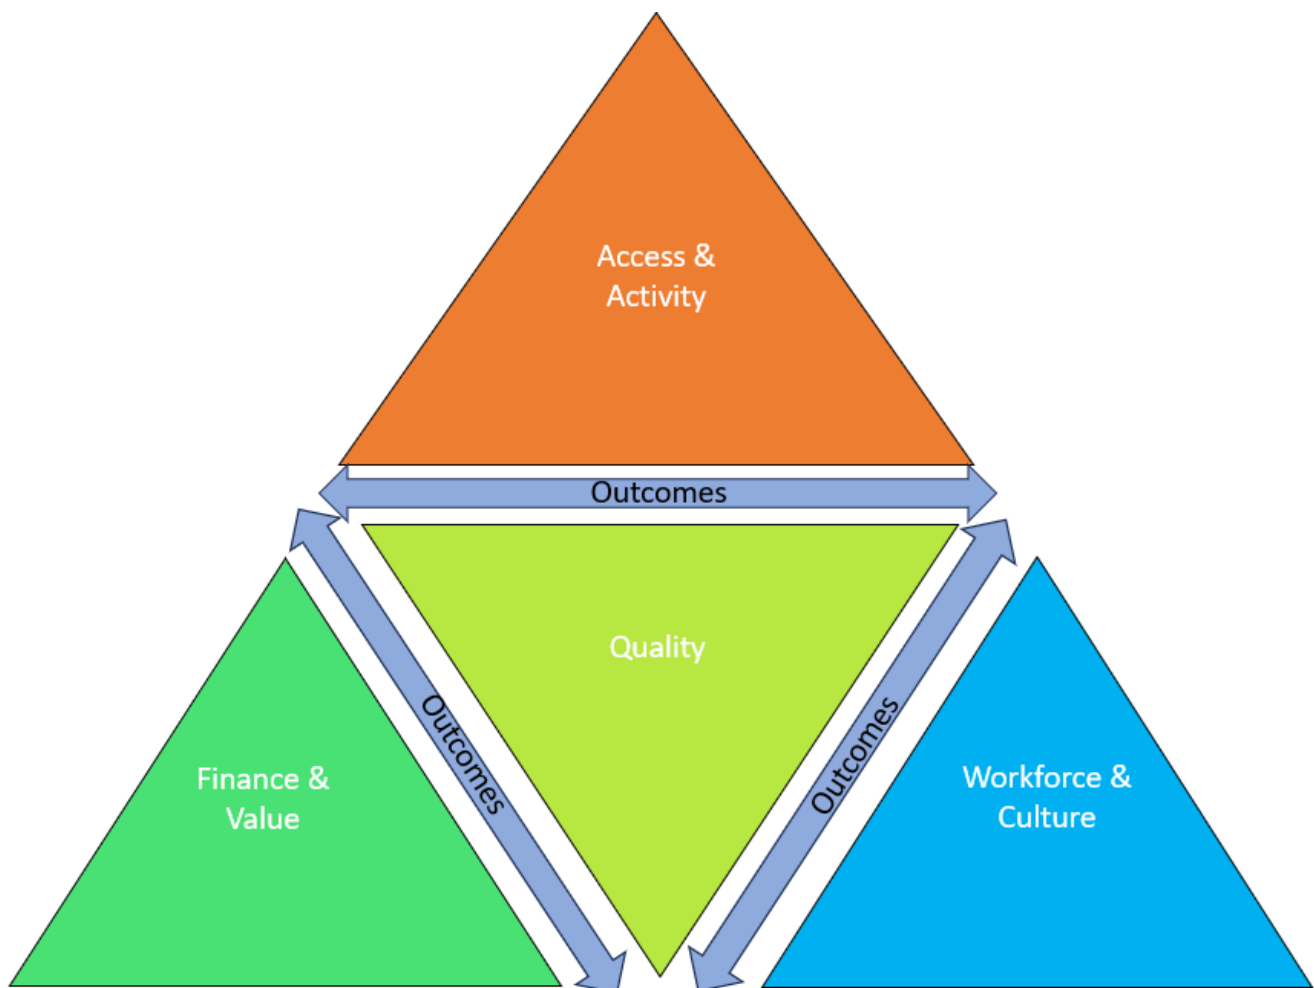 Access &
Activity
Outcomes
Quality
Outcomes
Outcomes
Finance &
Value
Workforce &
Culture